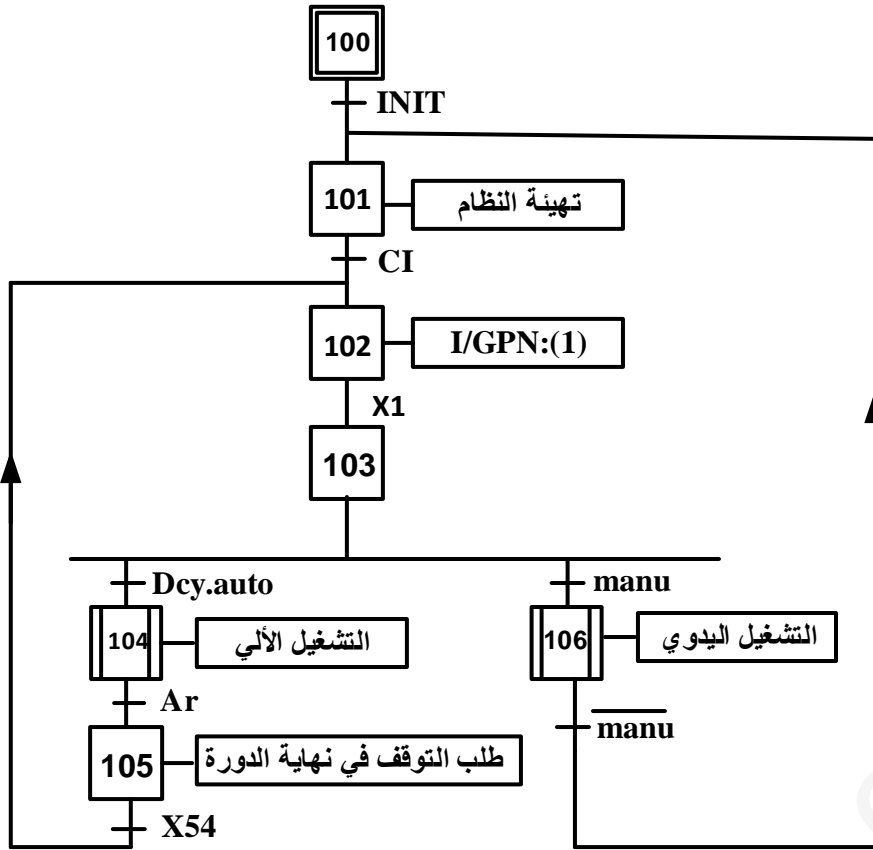 100
INIT
101
تهيئة النظام
CI
102
I/GPN:(1)
X1
103
Dcy.auto
manu
104
التشغيل الألي
106
التشغيل اليدوي
Ar
manu
105
طلب التوقف في نهاية الدورة
X54